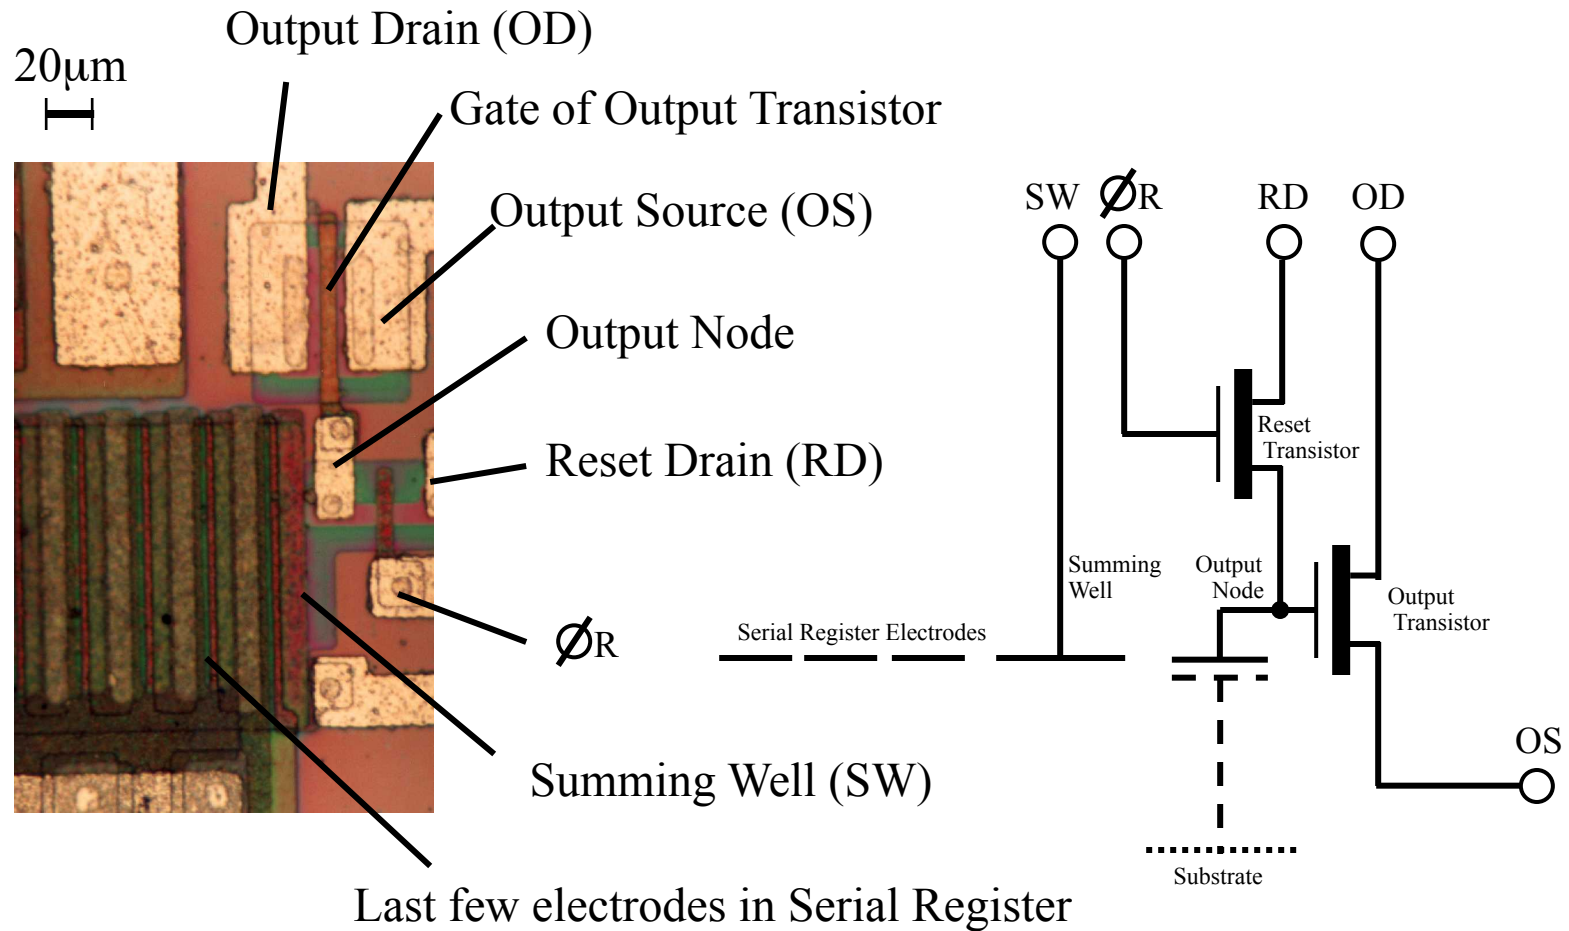 Output Drain (OD)
20μm
Gate of Output Transistor
Output Source (OS)
Output Node
Reset Drain (RD)
ØR
Summing Well (SW)
Last few electrodes in Serial Register
SW
ØR
RD
OD
Reset
Transistor
Summing
Well
Output
Node
Output
Transistor
Serial Register Electrodes
OS
Substrate